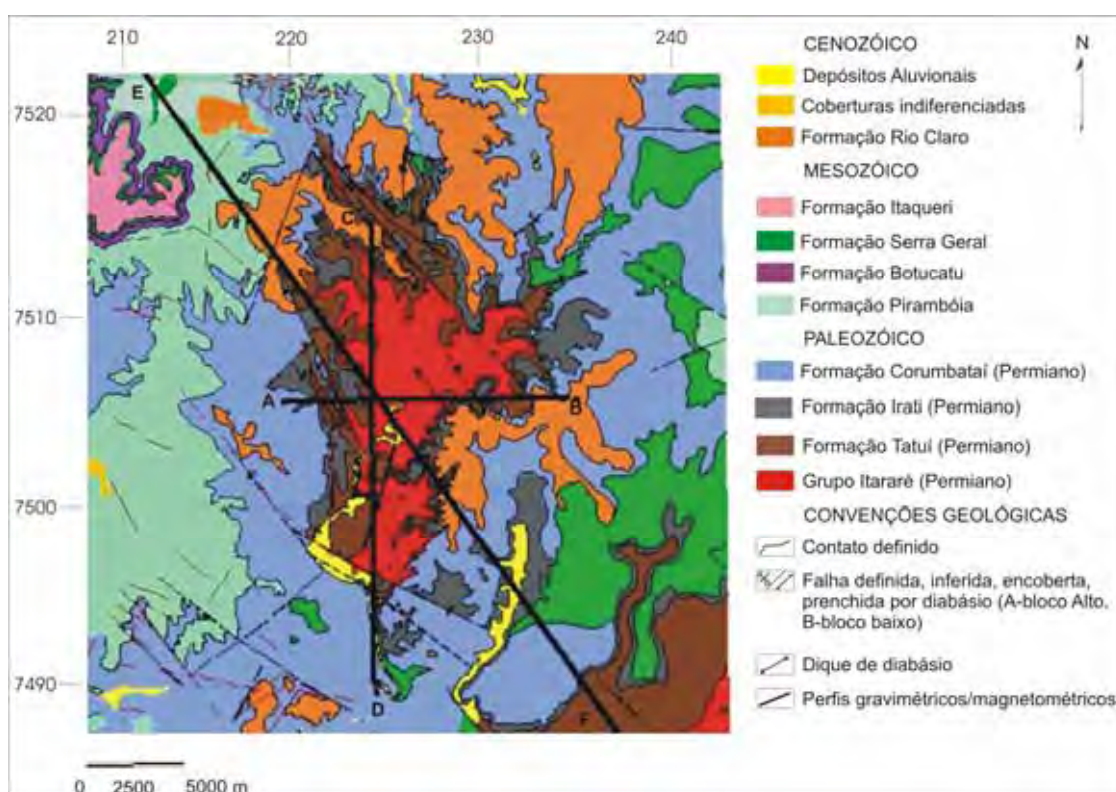 210 220 230 240
7520
7510
7500
7490
E
C
A
B
D
F
0 2500 5000 m
N
CENOZÓICO
Depósitos Aluvionais
Coberturas indiferenciadas
Formação Rio Claro
MESOZÓICO
Formação Itaqueri
Formação Serra Geral
Formação Botucatu
Formação Pirambóia
PALEOZÓICO
Formação Corumbataí (Permiano)
Formação Irati (Permiano)
Formação Tatuí (Permiano)
Grupo Itararé (Permiano)
CONVENÇÕES GEOLÓGICAS
Contato definido
Falha definida, inferida, encoberta,
prenchida por diabásio (A-bloco Alto,
B-bloco baixo)
Dique de diabásio
Perfis gravimétricos/magnetométricos